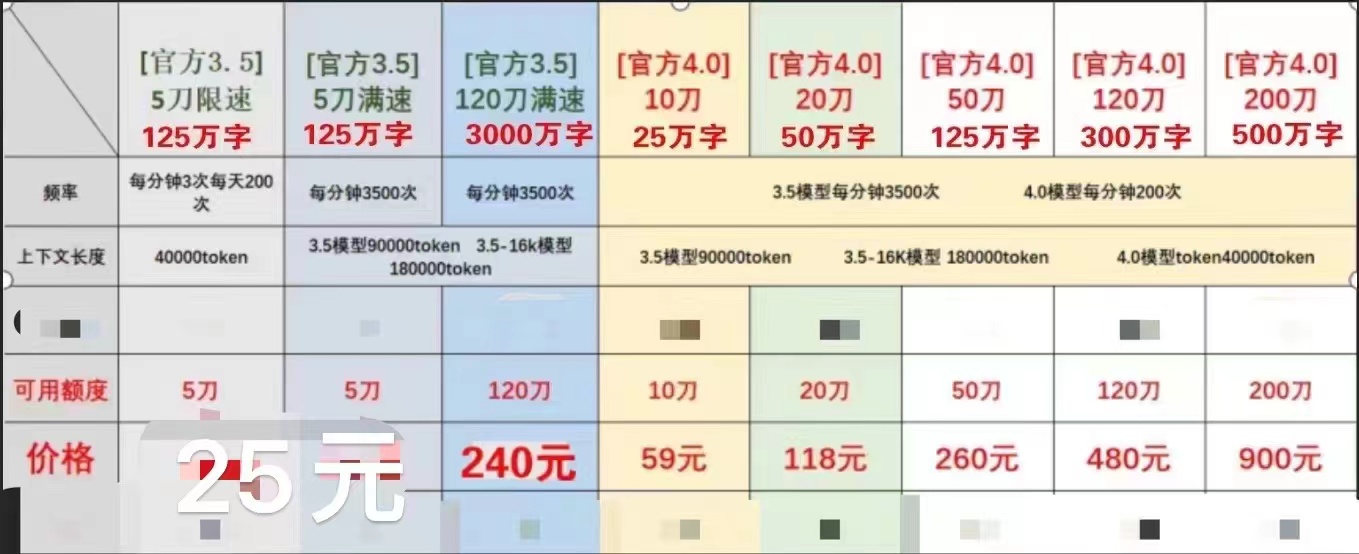 [官方3.5]
5刀限速
125万字
[官方3.5]
5刀满速
125万字
[官方3.5]
120刀满速
3000万字
[官方4.0]
10刀
25万字
[官方4.0]
20刀
50万字
[官方4.0]
50刀
125万字
[官方4.0]
120刀
300万字
[官方4.0]
200刀
500万字
频率
每分钟3次每天200
次
每分钟3500次
每分钟3500次
3.5模型每分钟3500次 4.0模型每分钟200次
上下文长度
40000token
3.5模型90000token 3.5-16k模型
180000token
3.5模型90000token 3.5-16K模型 180000token 4.0模型token40000token
可用额度
5刀
5刀
120刀
10刀
20刀
50刀
120刀
200刀
价格
25元
240元
59元
118元
260元
480元
900元